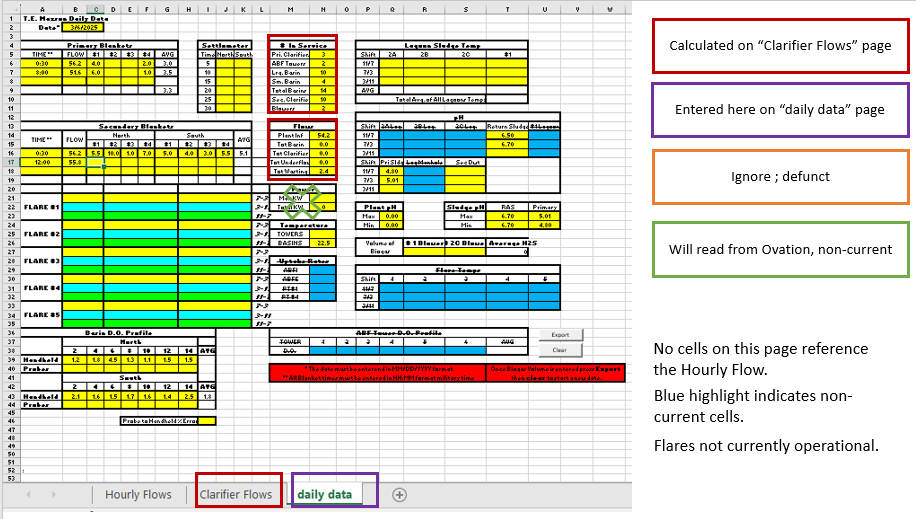 T.E. Maxson Daily Data
Date* 3/6/2025
Primary Blankets
TIME** FLOW #1 #2 #3 #4 AVG
0:30 56.2 4.0 2.0 3.0
8:00 51.6 6.0 1.0 3.5
3.3
Settlometer
Time North South
5
10
15
20
25
30
# In Service
Pri. Clarifier 3
ABF Towers 2
Lrg. Basin 10
Sm. Basin 4
Total Basins 14
Sec. Clarifie 10
Blowers 2
Lagoon Sludge Temp
Shift 2A 2B 2C #1
11/7
7/3
3/11
AVG
Total Avg. of All Lagoons Temps
Secondary Blankets
North South
TIME** FLOW #1 #2 #3 #4 #1 #2 #3 #4 AVG
0:30 56.2 5.5 10.0 1.0 7.0 5.0 4.0 3.0 5.5 5.1
12:00 55.8
Flow
Plant Inf 54.2
Tot Basin 0.0
Tot Clarifier 0.0
Tot Underflow 0.0
Tot Wasting 2.4
pH
Shift 2A Lag 2B Lag 2C Lag Return Sludge #1 Lagoon
11/7 6.50
7/3 6.70
3/11
Shift Pri Sldg Lag Manhole Sec Out
11/7 4.80
7/3 5.01
3/11
FLARE #1
FLARE #2
FLARE #3
FLARE #4
FLARE #5
7-3
3-11
11-7
Max KW
Total KW 0
Temperature
TOWERS
BASINS 22.5
Uptake Rates
ABF1
ABF2
RT#1
RT#1
Plant pH
Max 0.00
Min 0.00
Sludge pH RAS Primary
Max 6.70 5.01
Min 6.70 4.80
Volume of Biogas # 1 Biogas 2C Biogas Average H2S
0
Flare Temps
Shift 1 2 3 4 5
11/7
7/3
3/11
Basin D.O. Profile
North
2 4 6 8 10 12 14 AVG
Handheld 1.2 1.8 4.5 1.3 1.1 1.5 1.5
Probes
South
2 4 6 8 10 12 14 AVG
Handheld 2.1 1.6 1.5 1.7 1.6 1.4 2.5 1.8
Probes
Probe to Handheld % Error
ABF Tower D.O. Profile
TOWER 1 2 3 4 5 6 AVG
D.O.
* The date must be entered in MM/DD/YYYY format
** All Blanket times must be entered in HH:MM format military time
Once Biogas Volume is entered press Export
then clear to start a new date.
Export
Clear
Hourly Flows
Clarifier Flows
daily data
Calculated on “Clarifier Flows” page
Entered here on “daily data” page
Ignore ; defunct
Will read from Ovation, non-current
No cells on this page reference
the Hourly Flow.
Blue highlight indicates non-
current cells.
Flares not currently operational.